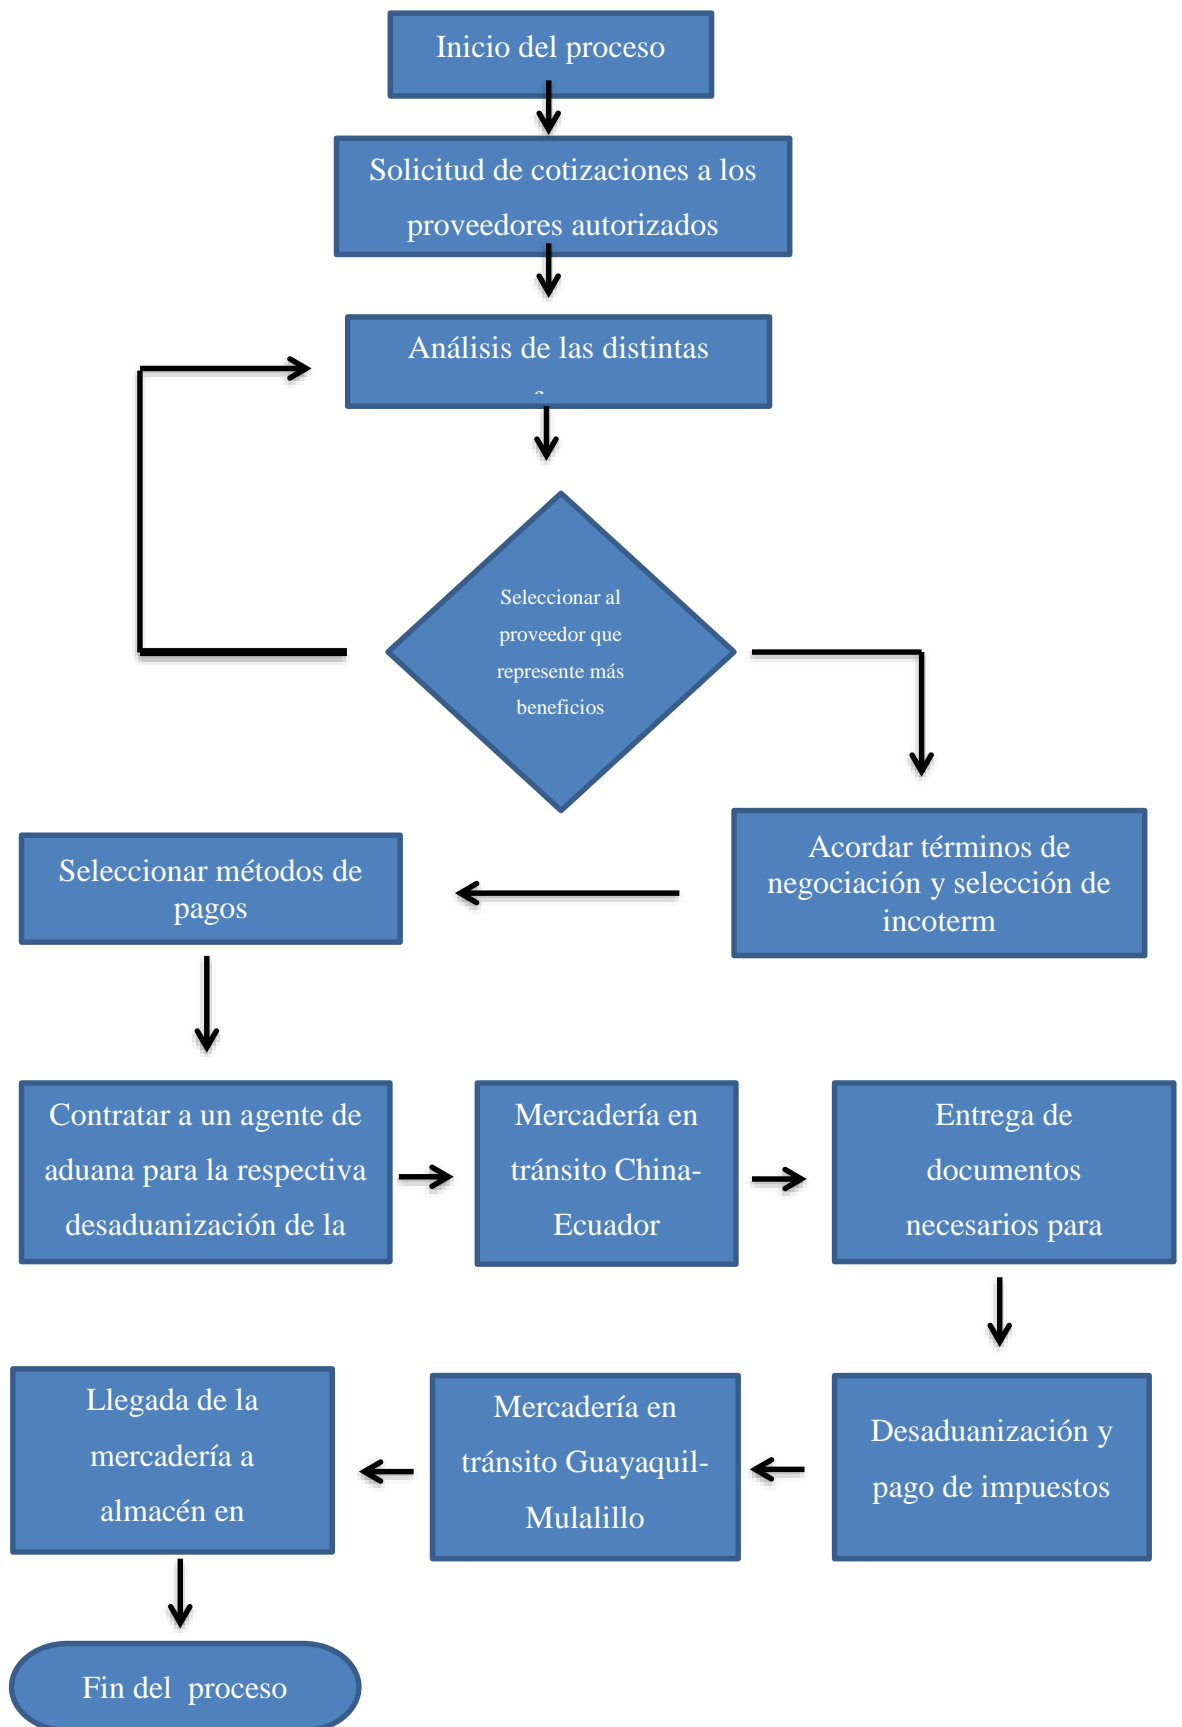 Inicio del proceso
Solicitud de cotizaciones a los
proveedores autorizados
Análisis de las distintas
Seleccionar al
proveedor que
represente más
beneficios
Acordar términos de
negociación y selección de
incoterm
Seleccionar métodos de
pagos
Contratar a un agente de
aduana para la respectiva
desaduanización de la
Mercadería en
tránsito China-
Ecuador
Entrega de
documentos
necesarios para
Desaduanización y
pago de impuestos
Mercadería en
tránsito Guayaquil-
Mulalillo
Llegada de la
mercadería a
almacén en
Fin del  proceso